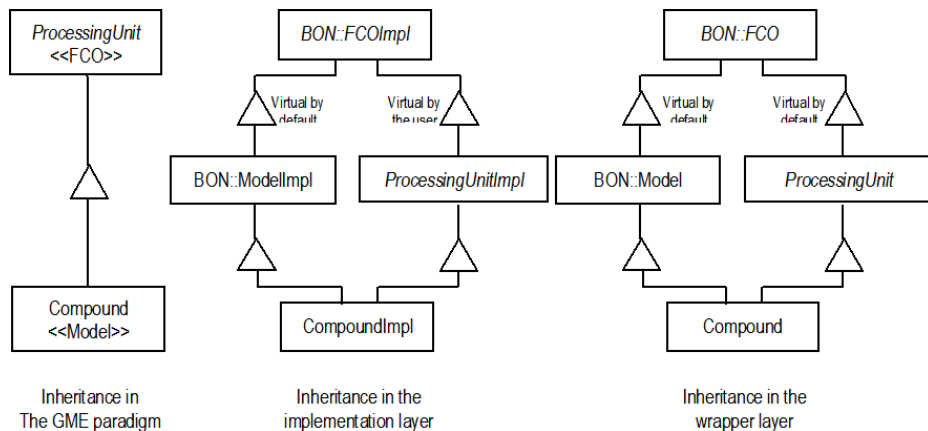 ProcessingUnit
<<FCO>>
Compound
<<Model>>
Inheritance in
The GME paradigm
BON::FCOImpl
Virtual by
default
Virtual by
the user
BON::ModelImpl
ProcessingUnitImpl
CompoundImpl
Inheritance in the
implementation layer
BON::FCO
Virtual by
default
Virtual by
default
BON::Model
ProcessingUnit
Compound
Inheritance in the
wrapper layer